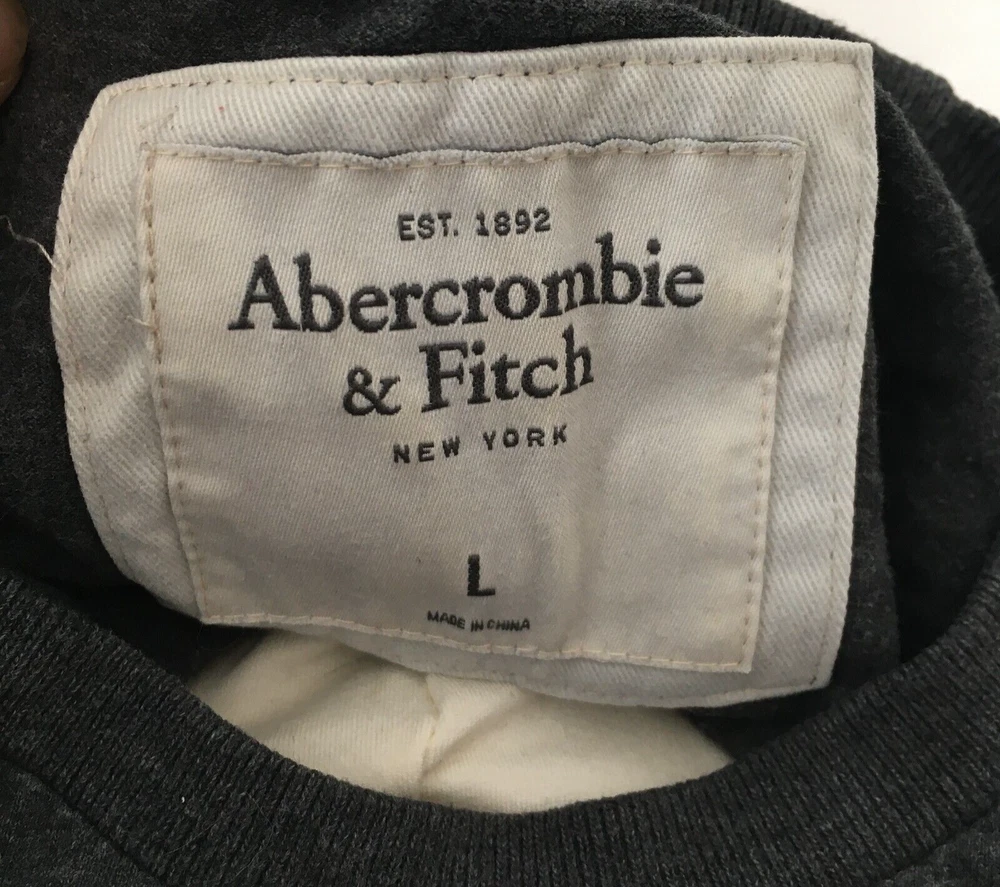 EST. 1892
Abercrombie
& Fitch
NEW YORK
L
MADE IN CHINA